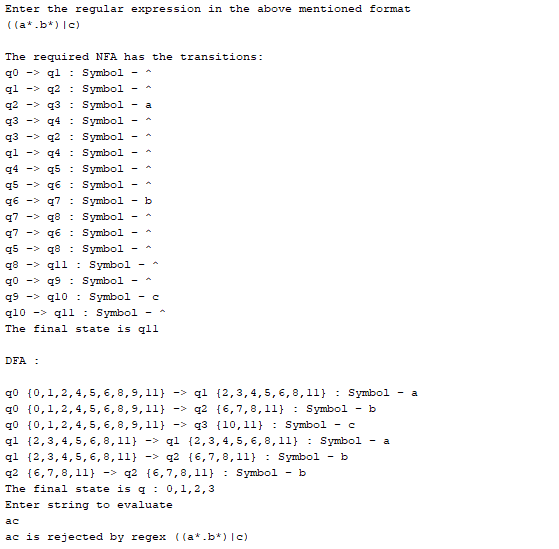 Enter the regular expression in the above mentioned format
((a*.b*)|c)
The required NFA has the transitions:
q0 -> q1 : Symbol - ^
q1 -> q2 : Symbol - ^
q2 -> q3 : Symbol - a
q3 -> q4 : Symbol - ^
q3 -> q2 : Symbol - ^
q1 -> q4 : Symbol - ^
q4 -> q5 : Symbol - ^
q5 -> q6 : Symbol - ^
q6 -> q7 : Symbol - b
q7 -> q8 : Symbol - ^
q7 -> q6 : Symbol - ^
q5 -> q8 : Symbol - ^
q8 -> q11 : Symbol - ^
q0 -> q9 : Symbol - ^
q9 -> q10 : Symbol - c
q10 -> q11 : Symbol - ^
The final state is q11
DFA :
q0 {0,1,2,4,5,6,8,9,11} -> q1 {2,3,4,5,6,8,11} : Symbol - a
q0 {0,1,2,4,5,6,8,9,11} -> q2 {6,7,8,11} : Symbol - b
q0 {0,1,2,4,5,6,8,9,11} -> q3 {10,11} : Symbol - c
q1 {2,3,4,5,6,8,11} -> q1 {2,3,4,5,6,8,11} : Symbol - a
q1 {2,3,4,5,6,8,11} -> q2 {6,7,8,11} : Symbol - b
q2 {6,7,8,11} -> q2 {6,7,8,11} : Symbol - b
The final state is q : 0,1,2,3
Enter string to evaluate
ac
ac is rejected by regex ((a*.b*)|c)